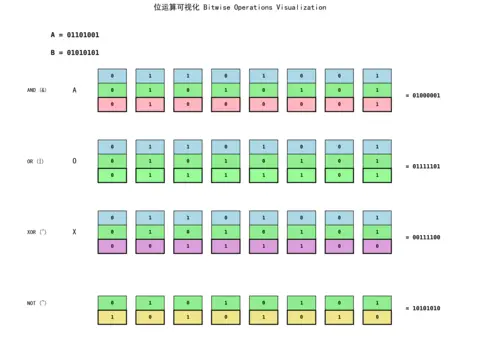 位运算可视化 Bitwise Operations Visualization
A = 01101001
B = 01010101
0 1 1 0 1 0 0 1
AND (&) A 0 1 0 1 0 1 0 1 = 01000001
0 1 0 0 0 0 0 1
0 1 1 0 1 0 0 1
OR (|) O 0 1 0 1 0 1 0 1 = 01111101
0 1 1 1 1 1 0 1
0 1 1 0 1 0 0 1
XOR (^) X 0 1 0 1 0 1 0 1 = 00111100
0 0 1 1 1 1 0 0
NOT (~) 0 1 0 1 0 1 0 1 = 10101010
1 0 1 0 1 0 1 0